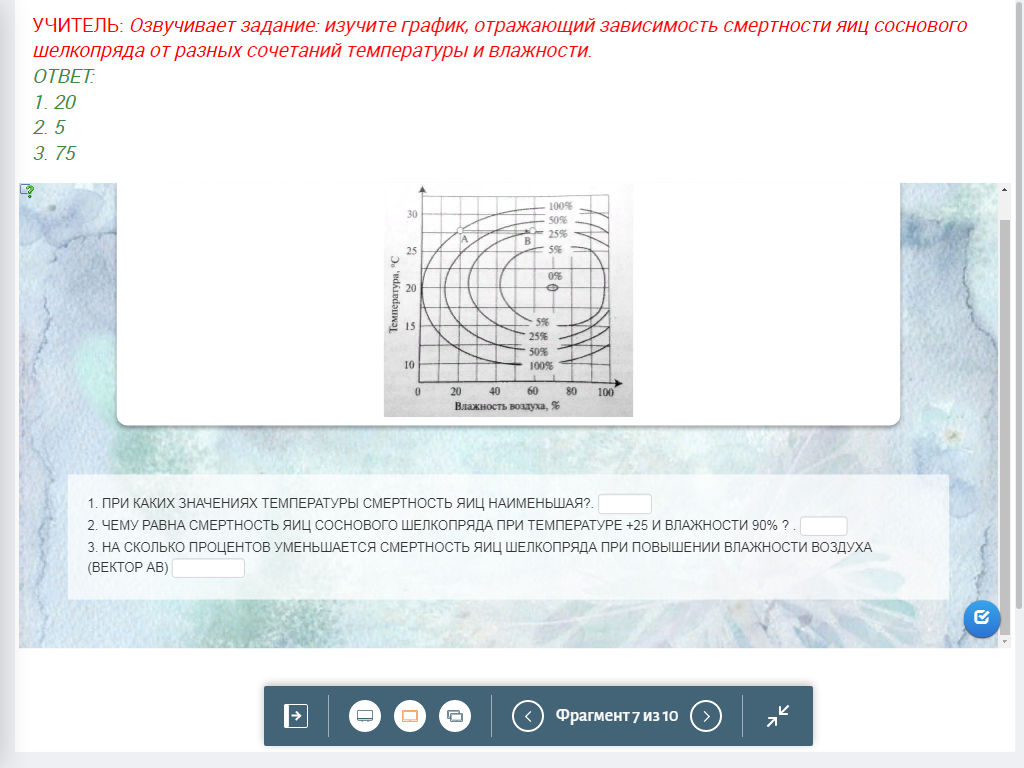 УЧИТЕЛЬ: Озвучивает задание: изучите график, отражающий зависимость смертности яиц соснового
шелкопряда от разных сочетаний температуры и влажности.
ОТВЕТ:
1. 20
2. 5
3. 75
100%
50%
25%
5%
0%
5%
25%
50%
100%
A
B
Температура, °C
30
25
20
15
10
0 20 40 60 80 100
Влажность воздуха, %
1. ПРИ КАКИХ ЗНАЧЕНИЯХ ТЕМПЕРАТУРЫ СМЕРТНОСТЬ ЯИЦ НАИМЕНЬШАЯ?.
2. ЧЕМУ РАВНА СМЕРТНОСТЬ ЯИЦ СОСНОВОГО ШЕЛКОПРЯДА ПРИ ТЕМПЕРАТУРЕ +25 И ВЛАЖНОСТИ 90% ? .
3. НА СКОЛЬКО ПРОЦЕНТОВ УМЕНЬШАЕТСЯ СМЕРТНОСТЬ ЯИЦ ШЕЛКОПРЯДА ПРИ ПОВЫШЕНИИ ВЛАЖНОСТИ ВОЗДУХА
(ВЕКТОР АВ)
Фрагмент 7 из 10